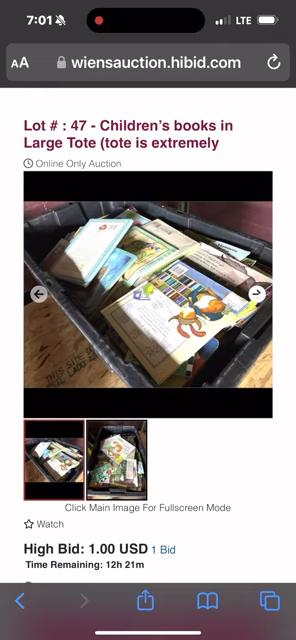 7:01
LTE
AA
wiensauction.hibid.com
Lot # : 47 - Children's books in
Large Tote (tote is extremely
Online Only Auction
THIS SIDE
Click Main Image For Fullscreen Mode
Watch
High Bid: 1.00 USD 1 Bid
Time Remaining: 12h 21m